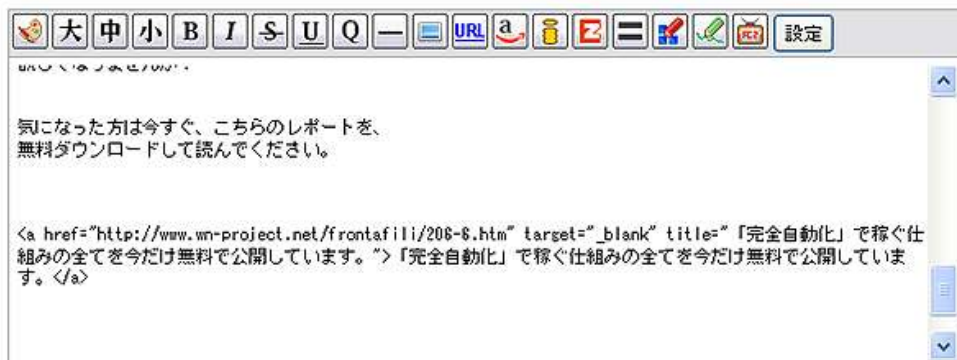 大 中 小 B I S U Q URL a 設定
気になった方は今すぐ、こちらのレポートを、
無料ダウンロードして読んでください。
<a href="http://www.wn-project.net/frontafili/206-6.htm" target="_blank" title="「完全自動化」で稼ぐ仕
組みの全てを今だけ無料で公開しています。">「完全自動化」で稼ぐ仕組みの全てを今だけ無料で公開していま
す。</a>